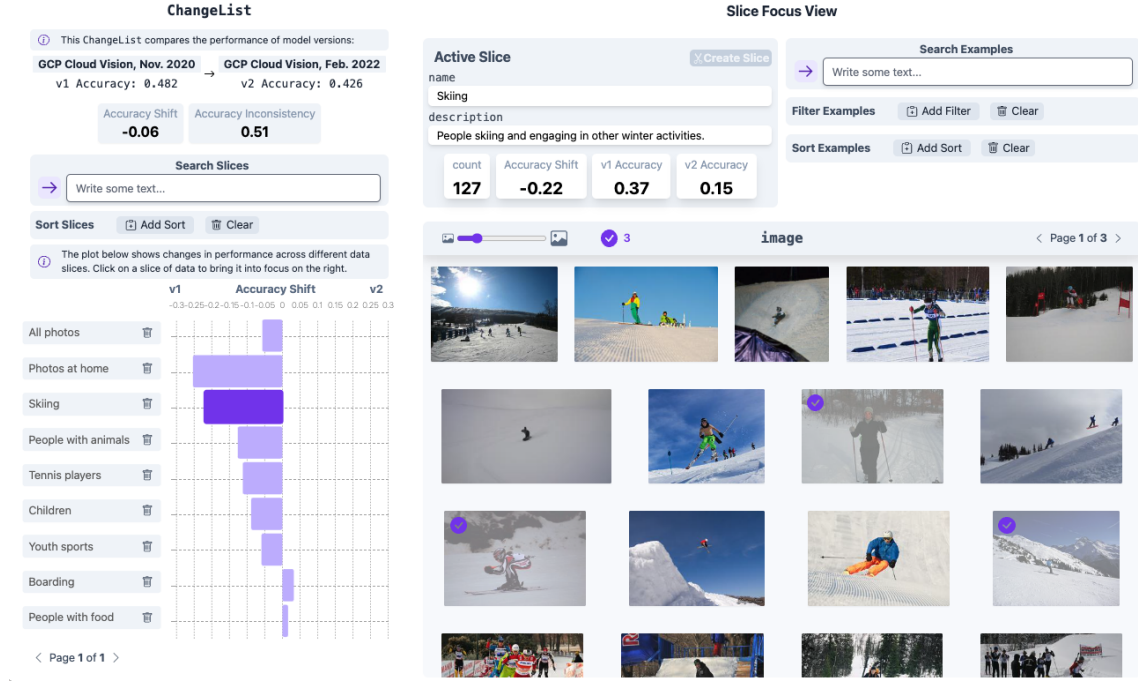 ChangeList
This ChangeList compares the performance of model versions:
GCP Cloud Vision, Nov. 2020 → GCP Cloud Vision, Feb. 2022
v1 Accuracy: 0.482 v2 Accuracy: 0.426
Accuracy Shift Accuracy Inconsistency
-0.06 0.51
Search Slices
Write some text...
Sort Slices Add Sort Clear
The plot below shows changes in performance across different data
slices. Click on a slice of data to bring it into focus on the right.
v1 Accuracy Shift v2
-0.3 -0.25 -0.2 -0.15 -0.1 -0.05 0 0.05 0.1 0.15 0.2 0.25 0.3
All photos
Photos at home
Skiing
People with animals
Tennis players
Children
Youth sports
Boarding
People with food
< Page 1 of 1 >
Slice Focus View
Active Slice Create Slice
name
Skiing
description
People skiing and engaging in other winter activities.
count Accuracy Shift v1 Accuracy v2 Accuracy
127 -0.22 0.37 0.15
Search Examples
Write some text...
Filter Examples Add Filter Clear
Sort Examples Add Sort Clear
3 image < Page 1 of 3 >